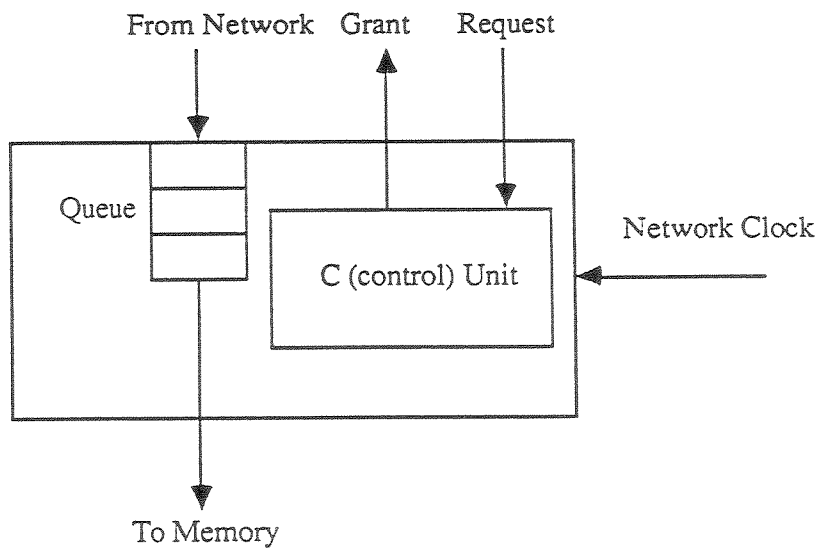 From Network Grant Request
Queue
Network Clock
C (control) Unit
To Memory